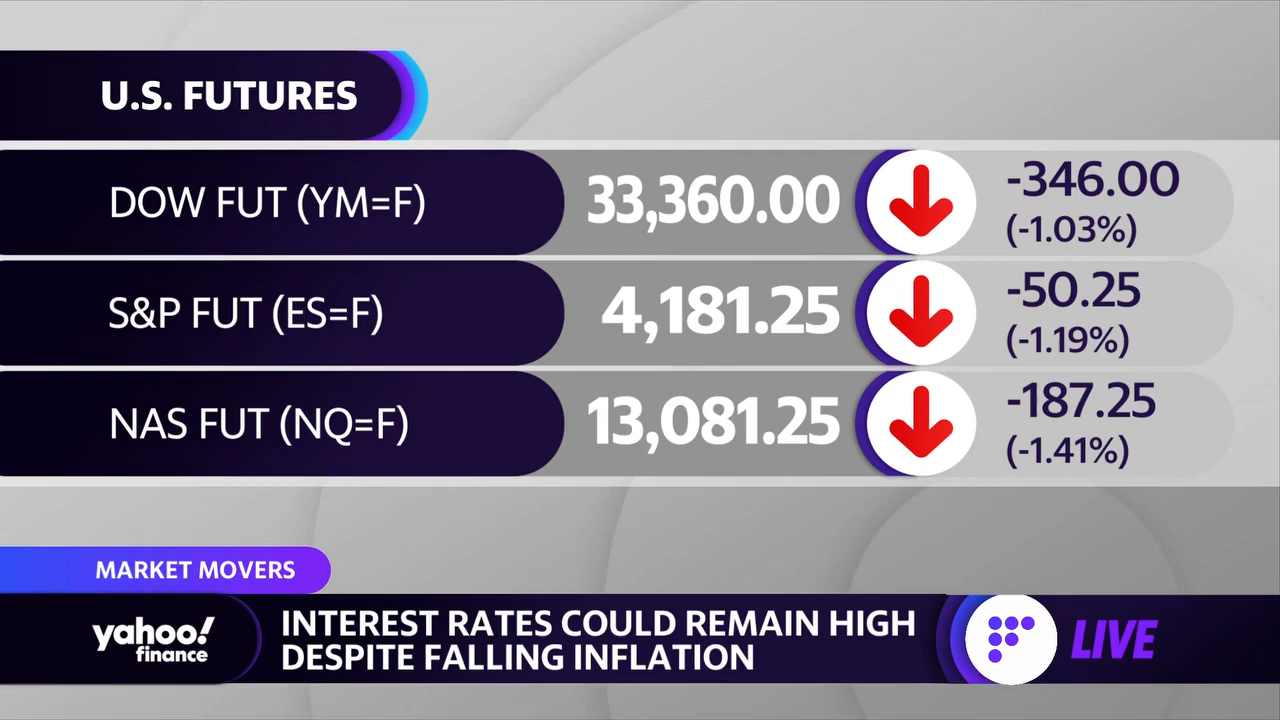 U.S. FUTURES
DOW FUT (YM=F) 33,360.00 -346.00
(-1.03%)
S&P FUT (ES=F) 4,181.25 -50.25
(-1.19%)
NAS FUT (NQ=F) 13,081.25 -187.25
(-1.41%)
MARKET MOVERS
yahoo!
finance
INTEREST RATES COULD REMAIN HIGH
DESPITE FALLING INFLATION
LIVE